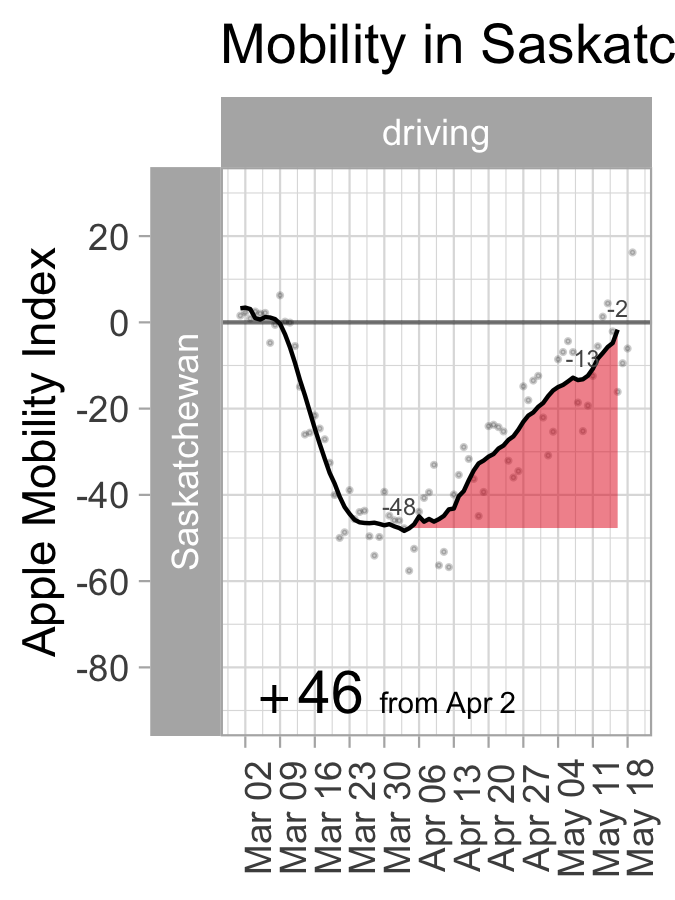 Mobility in Saskatc
driving
Saskatchewan
Apple Mobility Index
20
0
-20
-40
-60
-80
-48
-13
-2
+46 from Apr 2
Mar 02
Mar 09
Mar 16
Mar 23
Mar 30
Apr 06
Apr 13
Apr 20
Apr 27
May 04
May 11
May 18